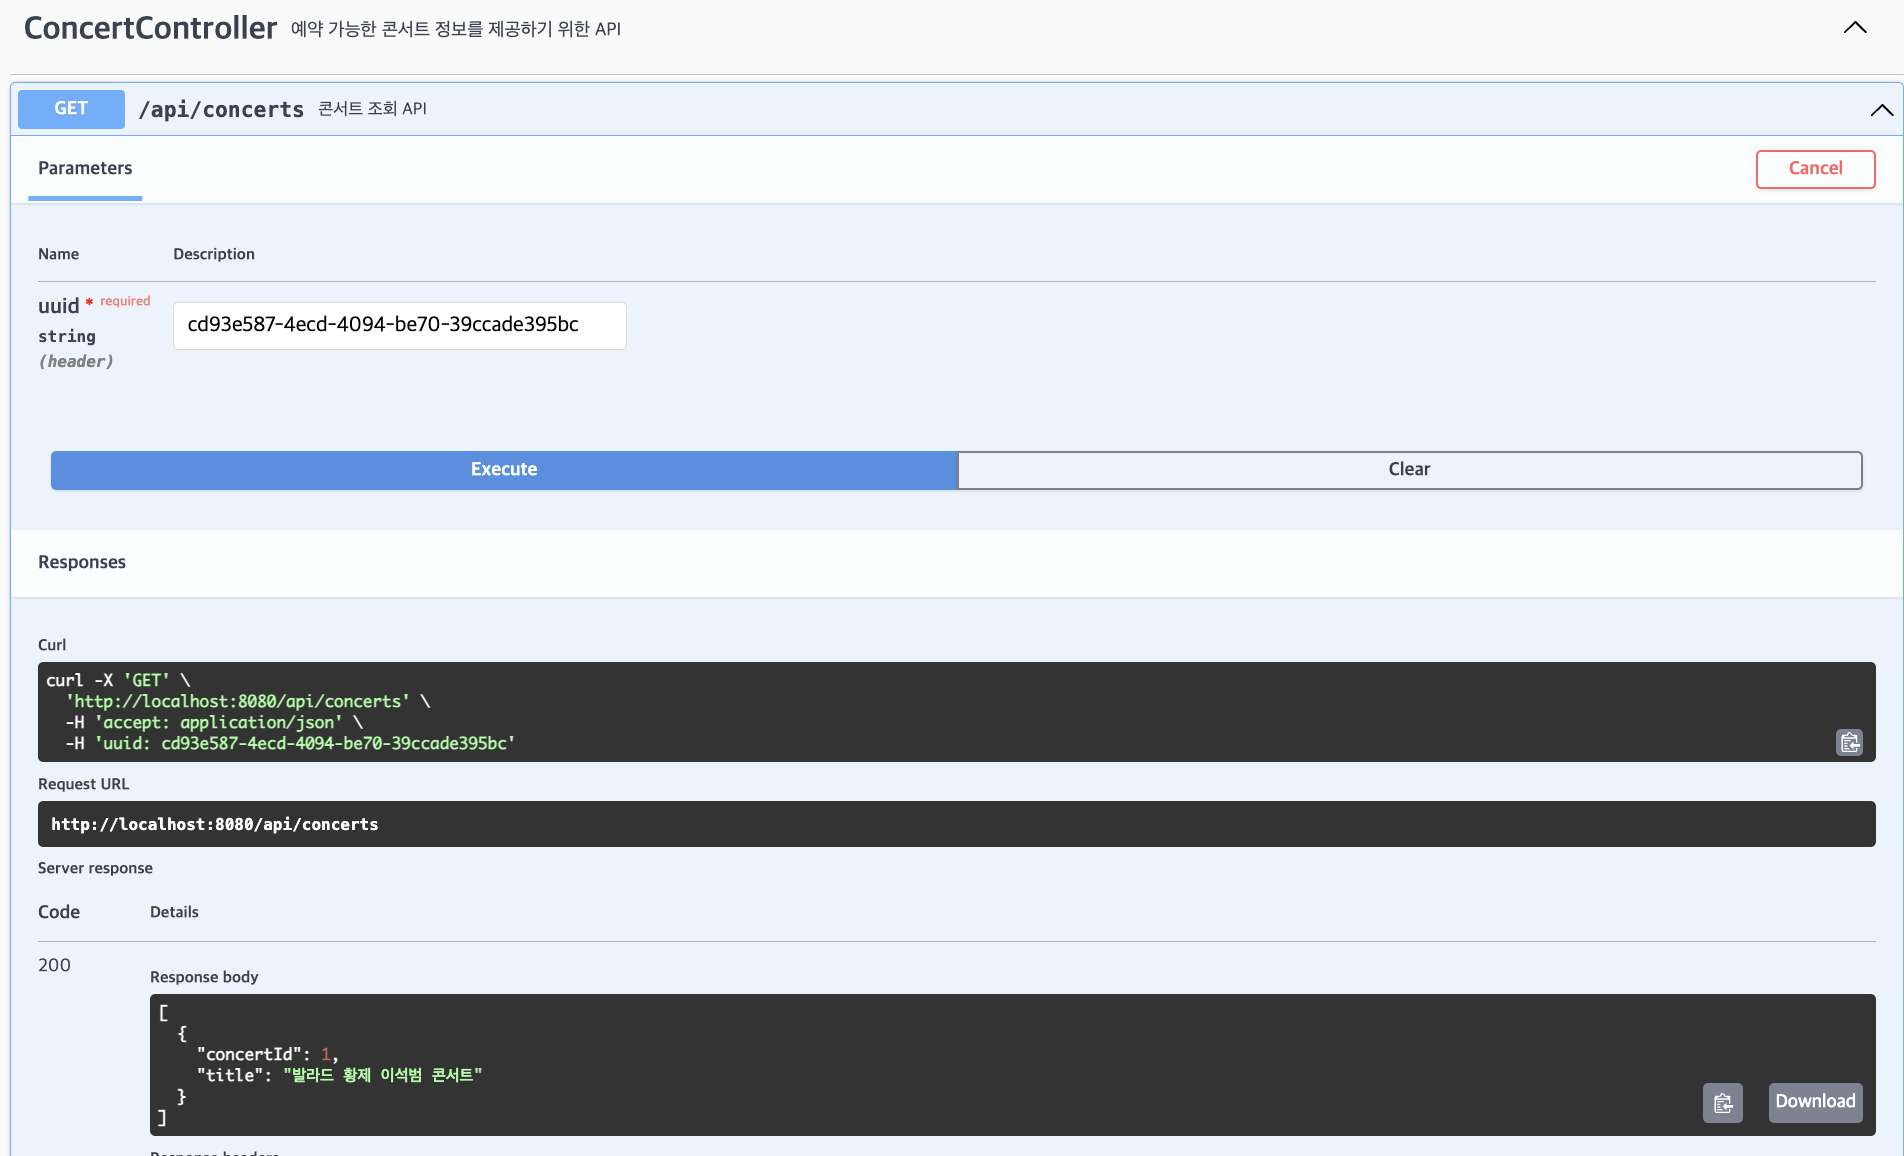 ConcertController 예약 가능한 콘서트 정보를 제공하기 위한 API
GET /api/concerts 콘서트 조회 API
Parameters
Cancel
Name Description
uuid * required
string
(header)
cd93e587-4ecd-4094-be70-39ccade395bc
Execute Clear
Responses
Curl
curl -X 'GET' \
'http://localhost:8080/api/concerts' \
-H 'accept: application/json' \
-H 'uuid: cd93e587-4ecd-4094-be70-39ccade395bc'
Request URL
http://localhost:8080/api/concerts
Server response
Code Details
200
Response body
[
{
"concertId": 1,
"title": "발라드 황제 이석범 콘서트"
}
]
Download
Response headers